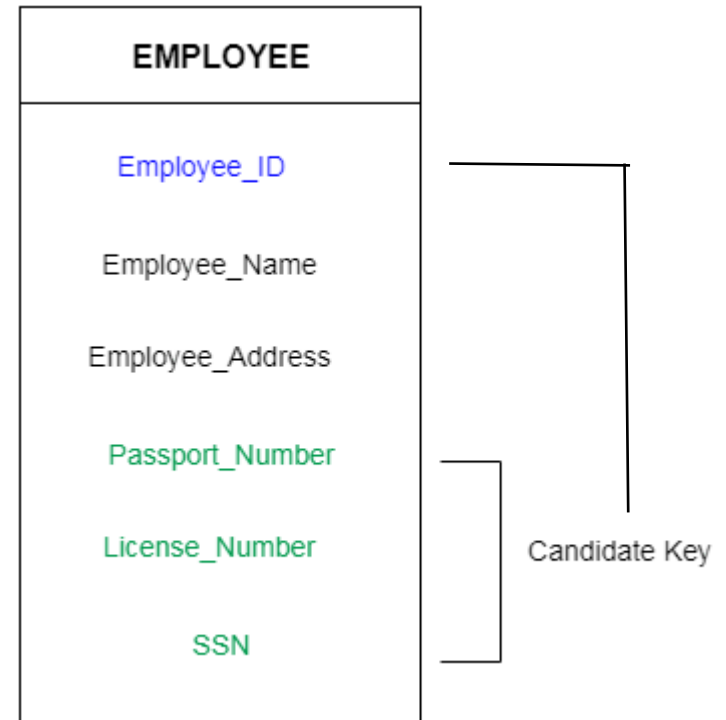 EMPLOYEE
Employee_ID
Employee_Name
Employee_Address
Passport_Number
License_Number
Candidate Key
SSN